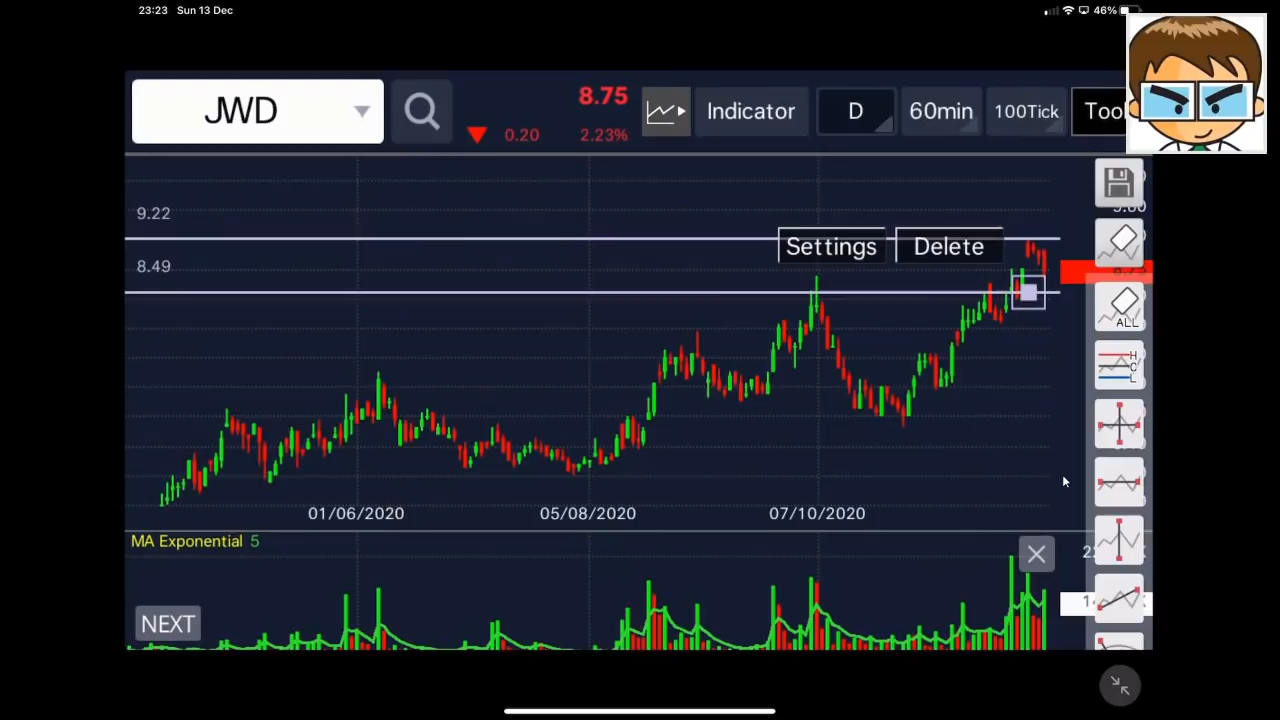 23:23 Sun 13 Dec
46%
JWD
8.75
0.20 2.23%
Indicator
D
60min
100Tick
9.22
Settings
Delete
8.49
ALL
H
C
L
01/06/2020
05/08/2020
07/10/2020
MA Exponential 5
NEXT